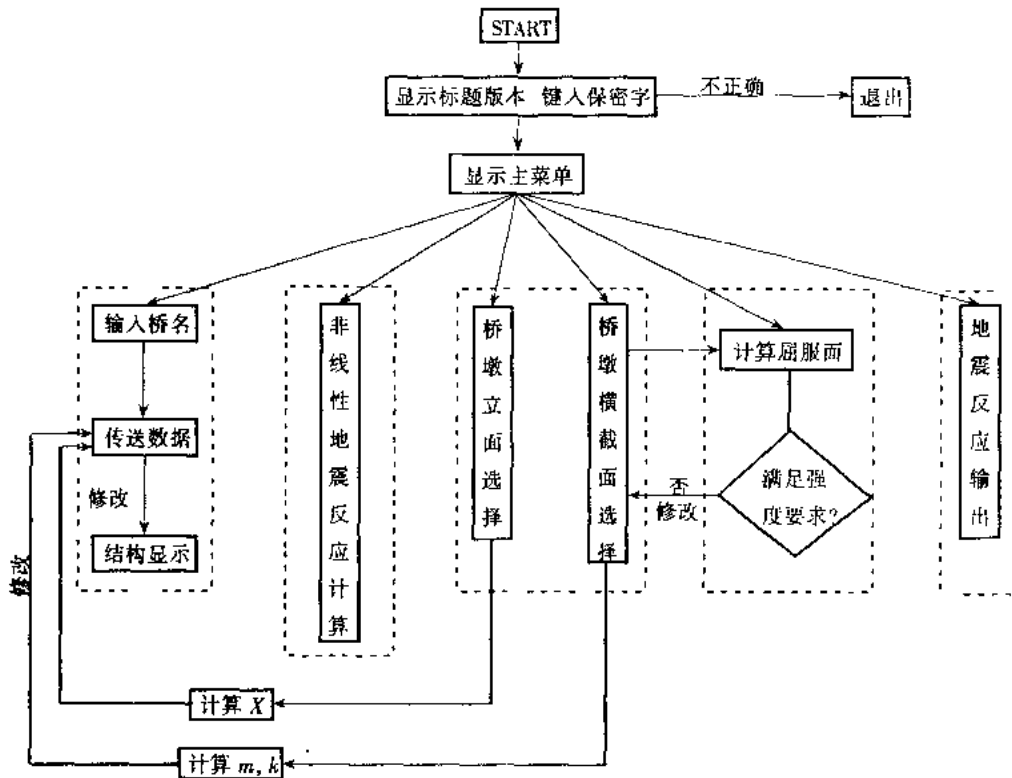 START
显示标题版本 键入保密字
不正确
退出
显示主菜单
输入桥名
传送数据
修改
结构显示
非线性地震反应计算
桥墩立面选择
桥墩横截面选择
计算屈服面
满足强
度要求?
否
修改
地震反应输出
修改
计算 X
计算 m, k